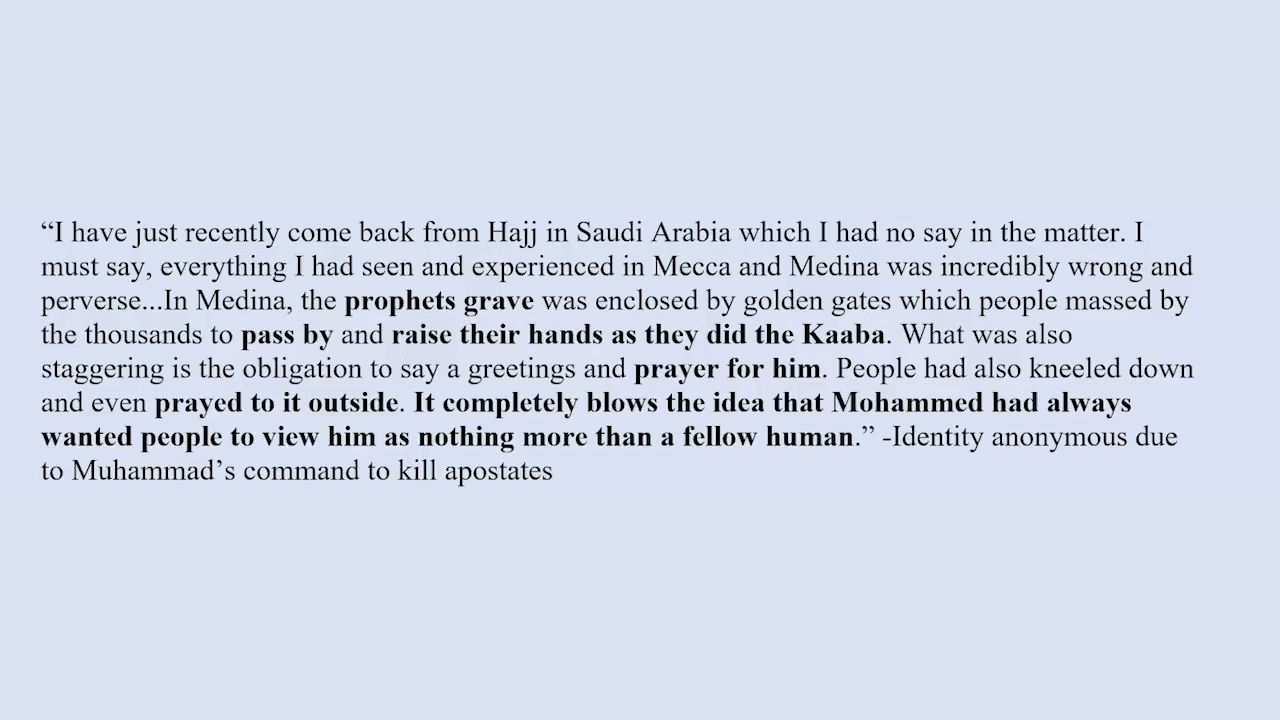 “I have just recently come back from Hajj in Saudi Arabia which I had no say in the matter. I
must say, everything I had seen and experienced in Mecca and Medina was incredibly wrong and
perverse...In Medina, the prophets grave was enclosed by golden gates which people massed by
the thousands to pass by and raise their hands as they did the Kaaba. What was also
staggering is the obligation to say a greetings and prayer for him. People had also kneeled down
and even prayed to it outside. It completely blows the idea that Mohammed had always
wanted people to view him as nothing more than a fellow human.” -Identity anonymous due
to Muhammad’s command to kill apostates